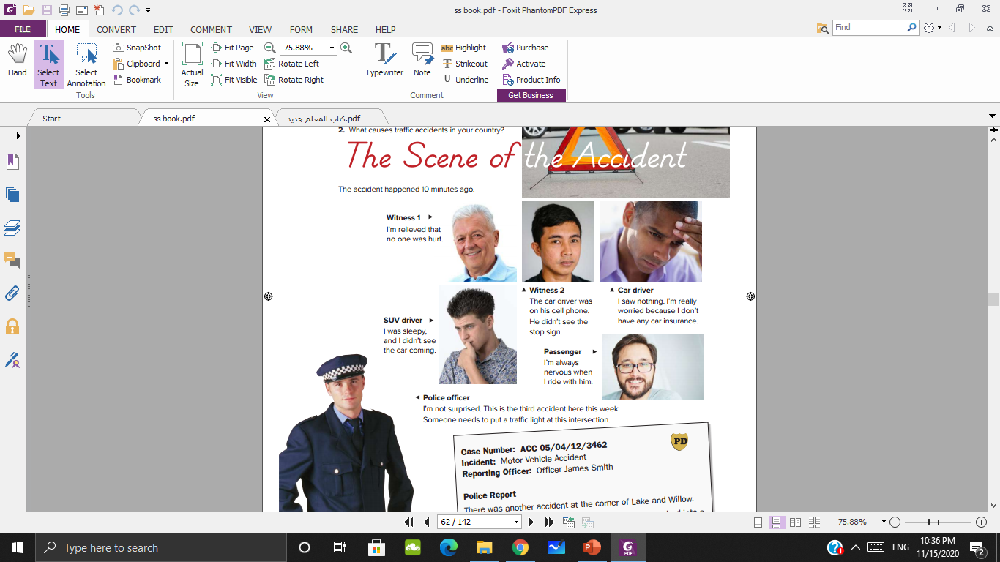 ss book.pdf - Foxit PhantomPDF Express
FILE HOME CONVERT EDIT COMMENT VIEW FORM SHARE HELP
Find
Hand
Select Text
Select Annotation
SnapShot
Clipboard
Bookmark
Tools
Actual Size
Fit Page
Fit Width
Fit Visible
75.88%
Rotate Left
Rotate Right
View
Typewriter
Note
abc Highlight
T Strikeout
U Underline
Comment
Purchase
Activate
Product Info
Get Business
Start
ss book.pdf
كتاب المعلم جديد.pdf
2. What causes traffic accidents in your country?
The Scene of the Accident
The accident happened 10 minutes ago.
Witness 1
I'm relieved that
no one was hurt.
Witness 2
The car driver was
on his cell phone.
He didn't see the
stop sign.
Car driver
I saw nothing. I'm really
worried because I don't
have any car insurance.
SUV driver
I was sleepy,
and I didn't see
the car coming.
Passenger
I'm always
nervous when
I ride with him.
Police officer
I'm not surprised. This is the third accident here this week.
Someone needs to put a traffic light at this intersection.
PD
Case Number: ACC 05/04/12/3462
Incident: Motor Vehicle Accident
Reporting Officer: Officer James Smith
Police Report
There was another accident at the corner of Lake and Willow.
62 / 142
75.88%
Type here to search
ENG
10:36 PM
11/15/2020
2